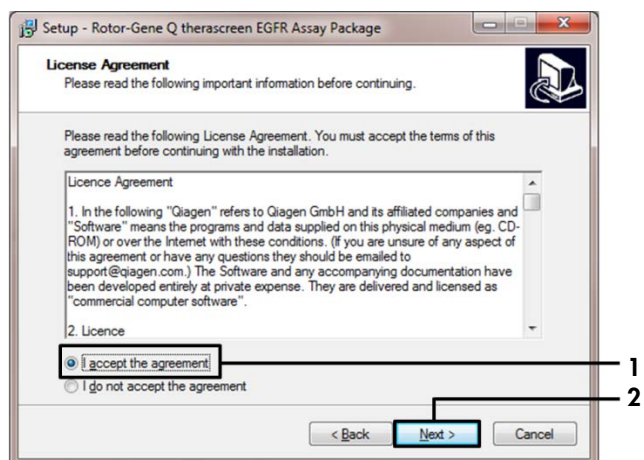 Setup - Rotor-Gene Q therascreen EGFR Assay Package
License Agreement
Please read the following important information before continuing.
Please read the following License Agreement. You must accept the terms of this
agreement before continuing with the installation.
Licence Agreement
1. In the following "Qiagen" refers to Qiagen GmbH and its affiliated companies and
"Software" means the programs and data supplied on this physical medium (eg. CD-
ROM) or over the Internet with these conditions. (If you are unsure of any aspect of
this agreement or have any questions they should be emailed to
support@qiagen.com.) The Software and any accompanying documentation have
been developed entirely at private expense. They are delivered and licensed as
"commercial computer software".
2. Licence
I accept the agreement
1
I do not accept the agreement
2
< Back
Next >
Cancel